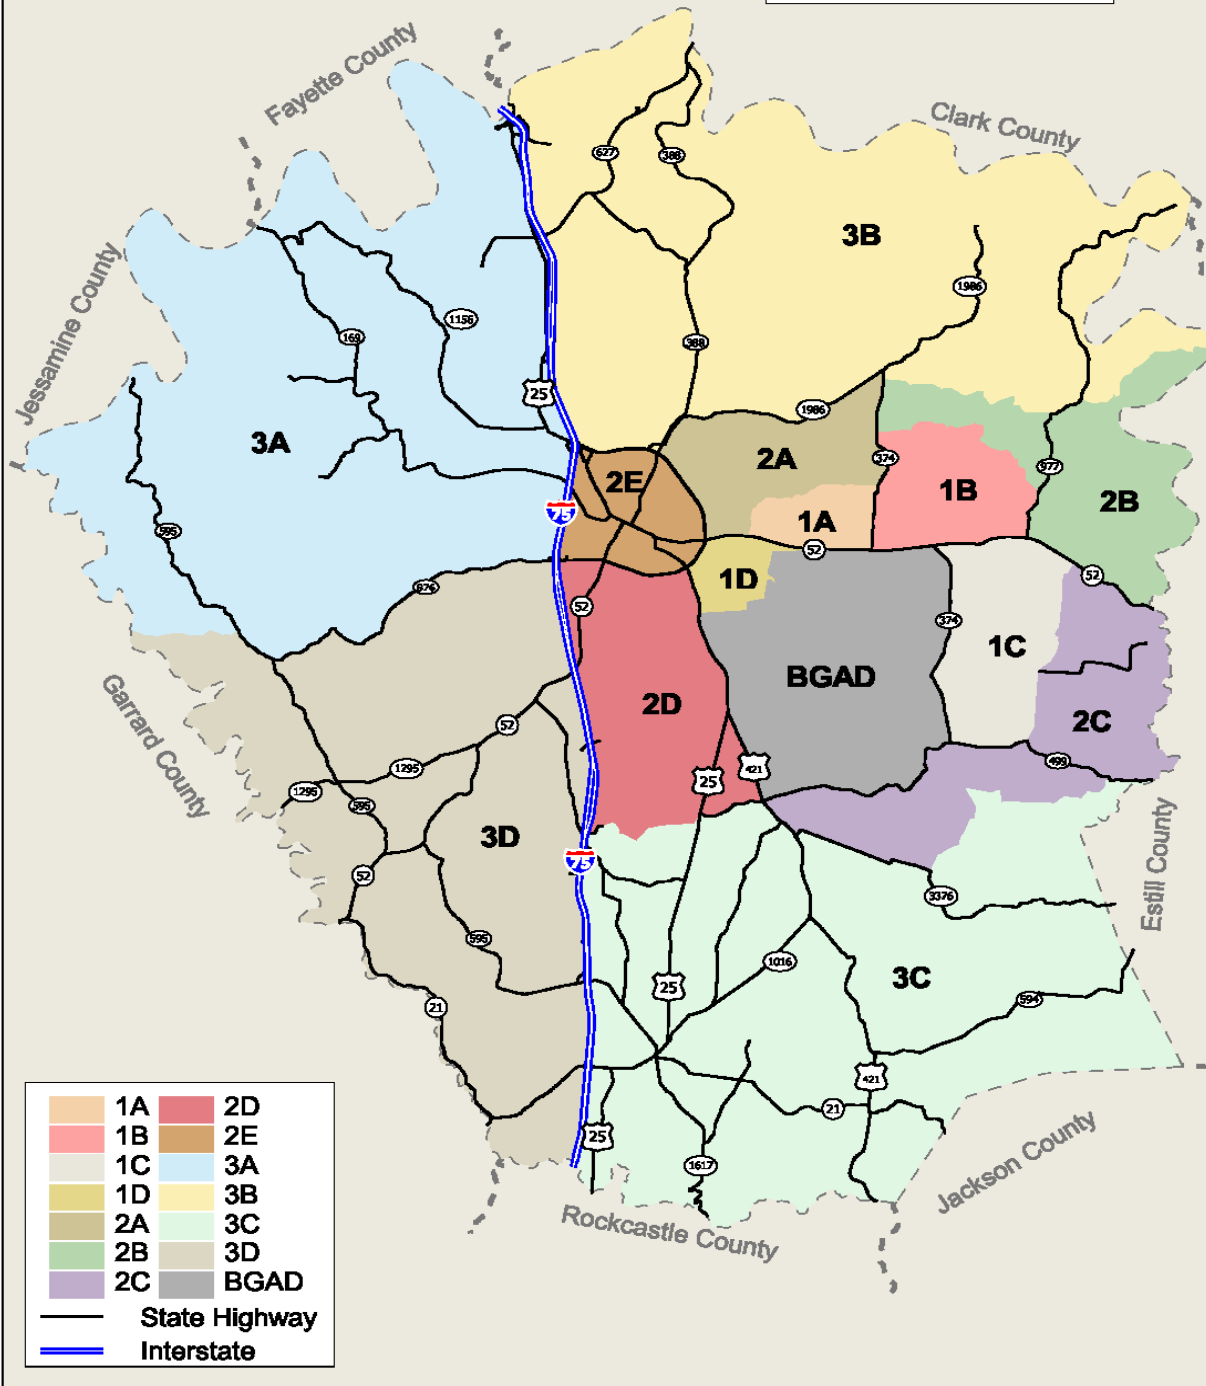 Fayette County
Clark County
627
388
3B
Jessamine County
1986
1156
169
388
25
1986
3A
2A
374
977
2E
1B
2B
75
1A
595
52
1D
52
876
52
374
1C
BGAD
2D
Garrard County
52
2C
499
1295
25
421
1295
595
3D
75
Estill County
52
3376
595
1016
3C
25
594
21
421
21
25
1617
Jackson County
Rockcastle County
1A 2D
1B 2E
1C 3A
1D 3B
2A 3C
2B 3D
2C BGAD
State Highway
Interstate